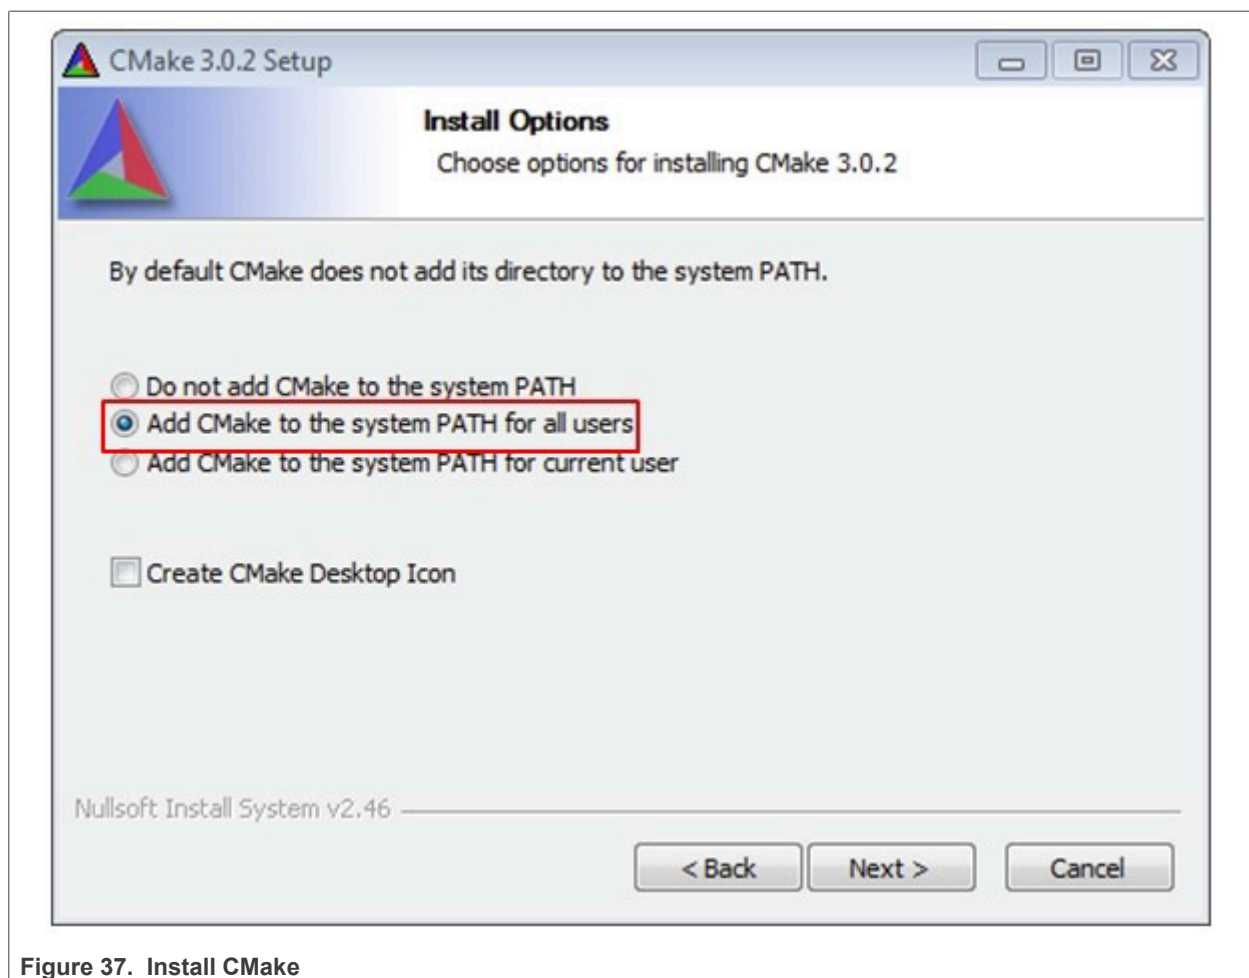 CMake 3.0.2 Setup
Install Options
Choose options for installing CMake 3.0.2
By default CMake does not add its directory to the system PATH.
Do not add CMake to the system PATH
Add CMake to the system PATH for all users
Add CMake to the system PATH for current user
Create CMake Desktop Icon
Nullsoft Install System v2.46
< Back Next > Cancel
Figure 37. Install CMake